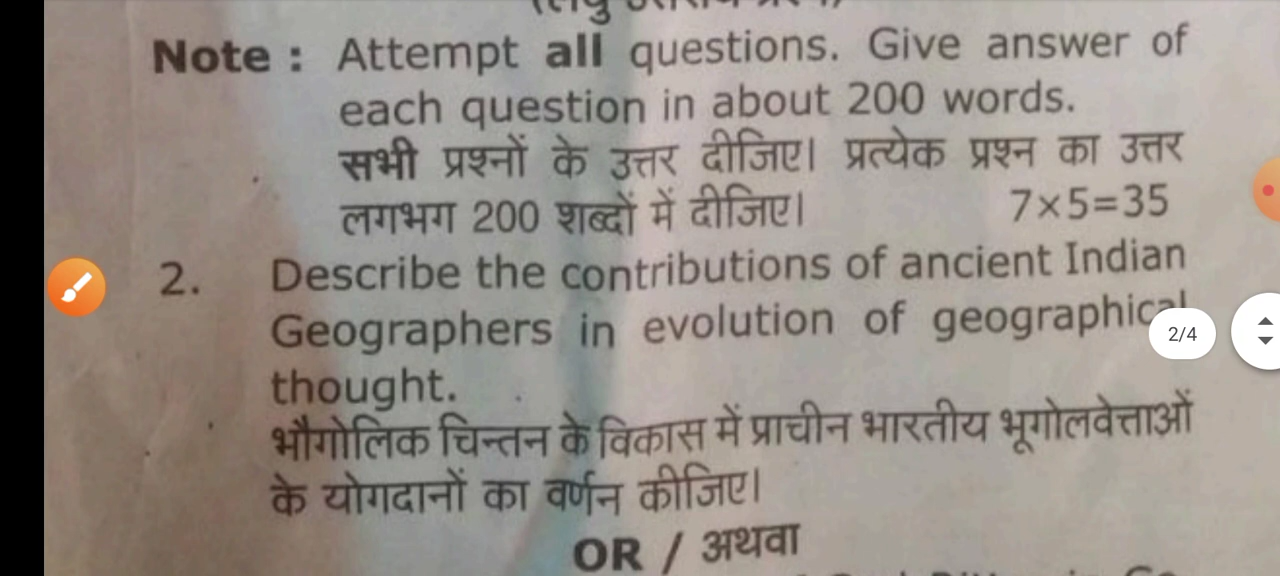 Note : Attempt all questions. Give answer of
each question in about 200 words.
सभी प्रश्नों के उत्तर दीजिए। प्रत्येक प्रश्न का उत्तर
लगभग 200 शब्दों में दीजिए। 7×5=35
2. Describe the contributions of ancient Indian
Geographers in evolution of geographical
2/4
thought.
भौगोलिक चिन्तन के विकास में प्राचीन भारतीय भूगोलवेत्ताओं
के योगदानों का वर्णन कीजिए।
OR / अथवा